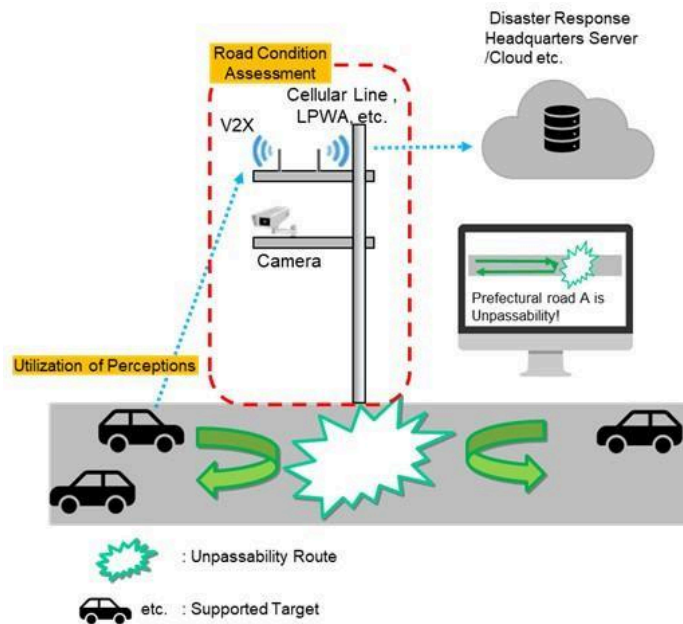 Road Condition
Assessment
Disaster Response
Headquarters Server
/Cloud etc.
Cellular Line ,
LPWA, etc.
V2X
Camera
Prefectural road A is
Unpassability!
Utilization of Perceptions
: Unpassability Route
etc. : Supported Target